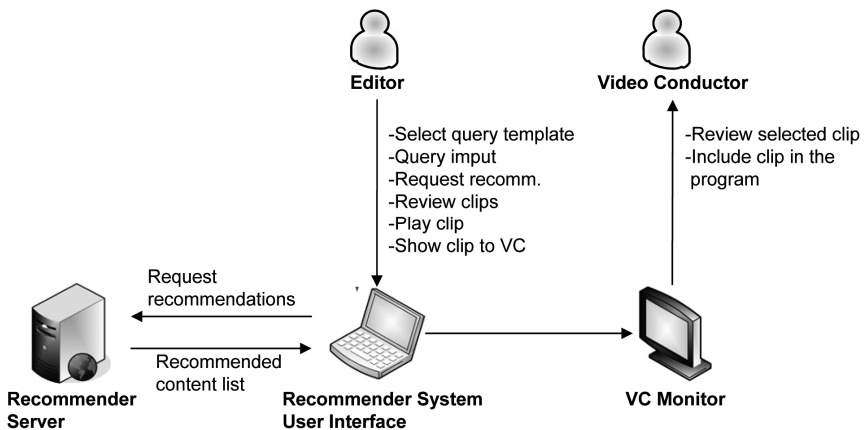 Editor
Video Conductor
-Select query template
-Query imput
-Request recomm.
-Review clips
-Play clip
-Show clip to VC
-Review selected clip
-Include clip in the
program
Request
recommendations
Recommended
content list
Recommender
Server
Recommender System
User Interface
VC Monitor